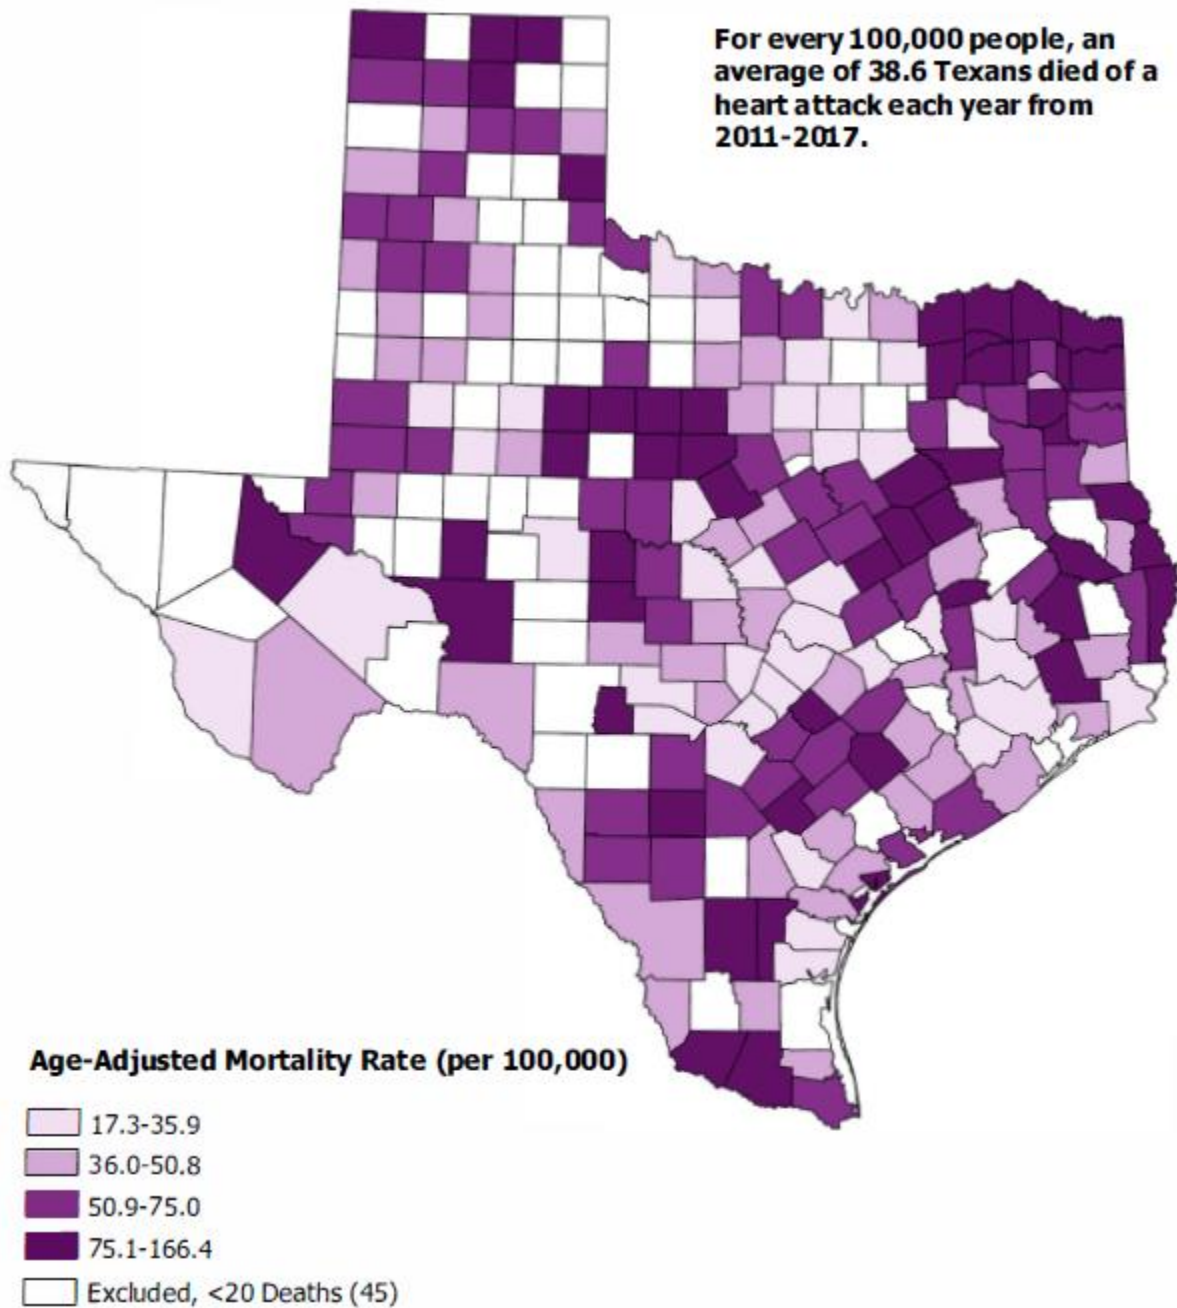 For every 100,000 people, an
average of 38.6 Texans died of a
heart attack each year from
2011-2017.
Age-Adjusted Mortality Rate (per 100,000)
17.3-35.9
36.0-50.8
50.9-75.0
75.1-166.4
Excluded, <20 Deaths (45)